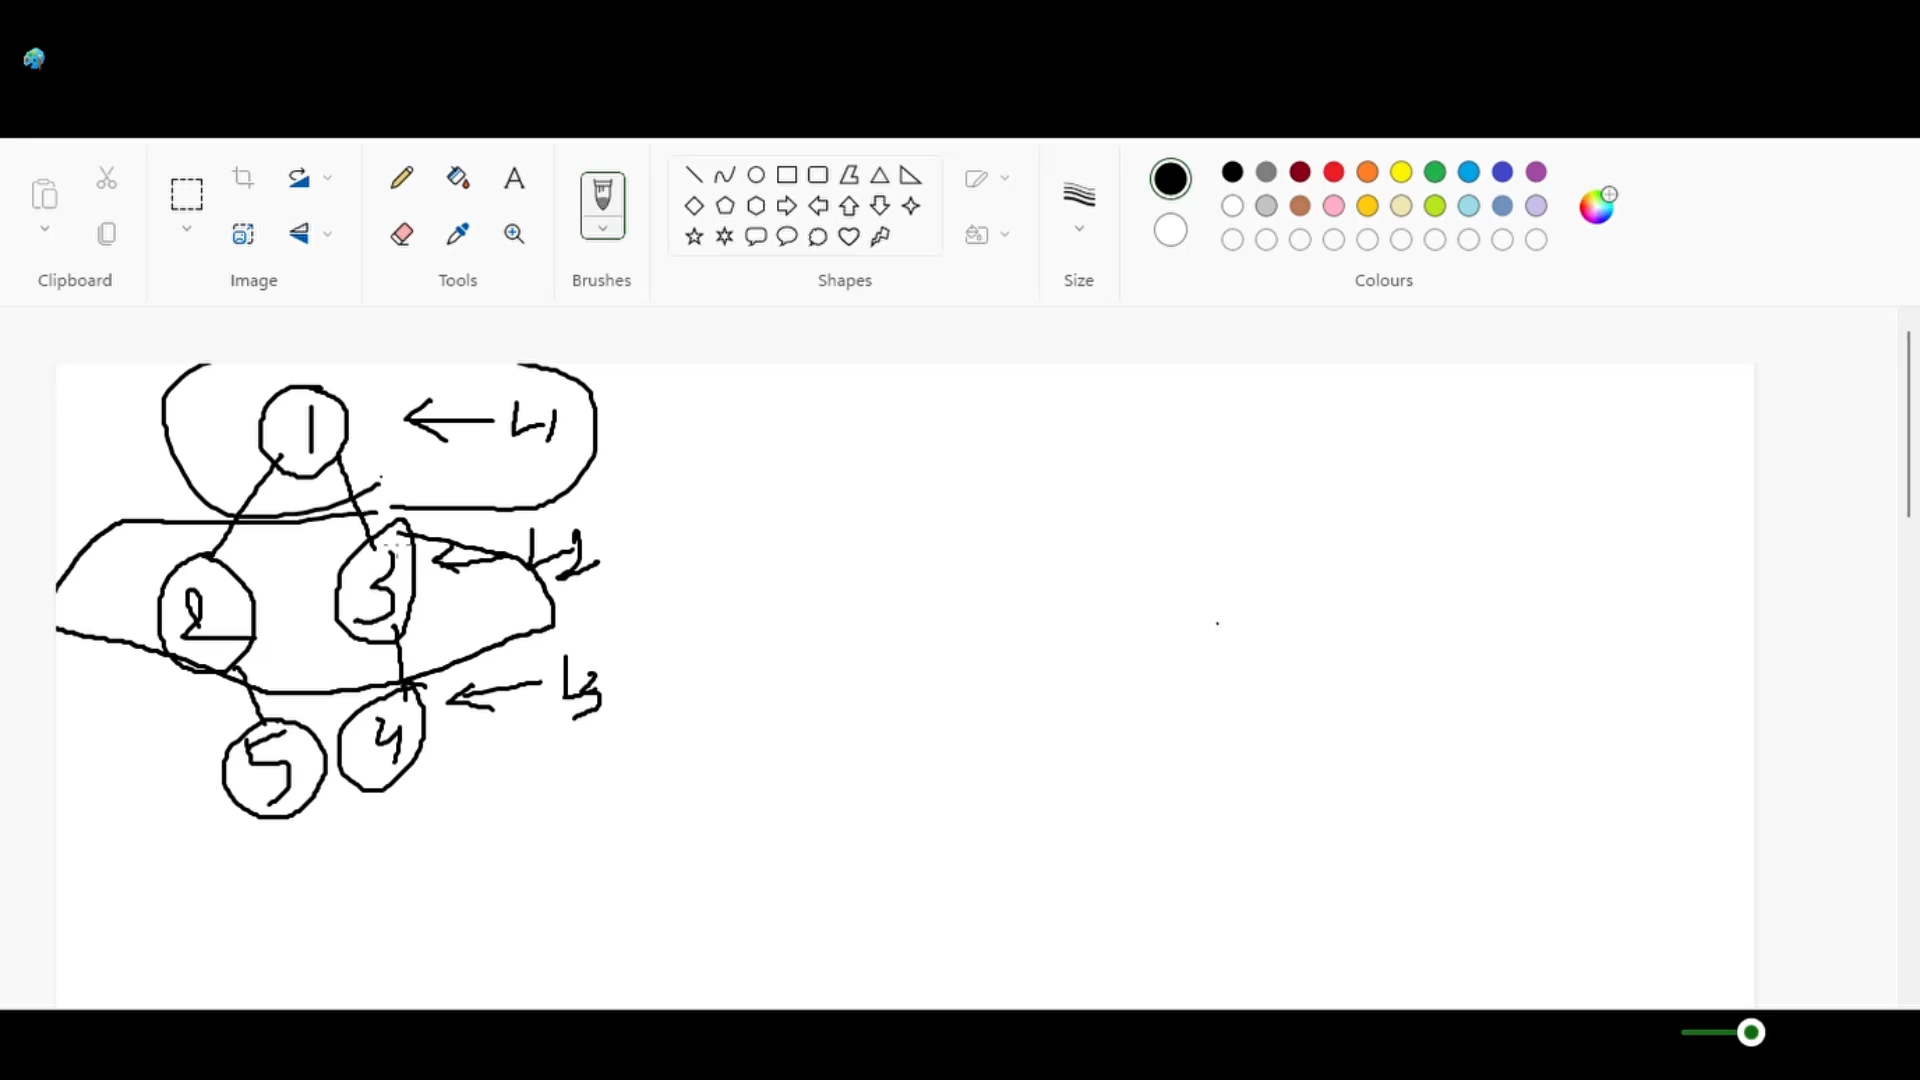 Clipboard Image Tools Brushes Shapes Size Colours
1 ← L1
2 3 ← L2
5 4 ← L3